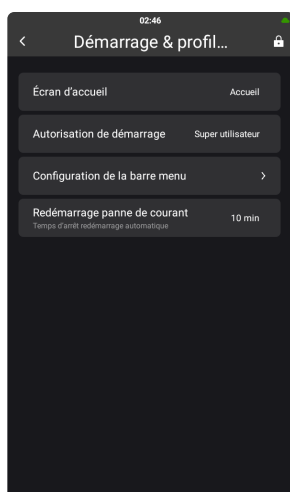 02:46
Démarrage & profil...
Écran d'accueil
Accueil
Autorisation de démarrage
Super utilisateur
Configuration de la barre menu
Redémarrage panne de courant
Temps d'arrêt redémarrage automatique
10 min